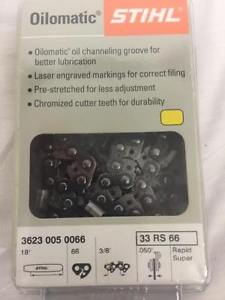 Oilomatic® STIHL®
• Oilomatic® oil channeling groove for
better lubrication
• Laser engraved markings for correct filing
• Pre-stretched for less adjustment
• Chromized cutter teeth for durability
3623 005 0066 33 RS 66
18" 66 3/8" .050" Rapid
Super
STIHL